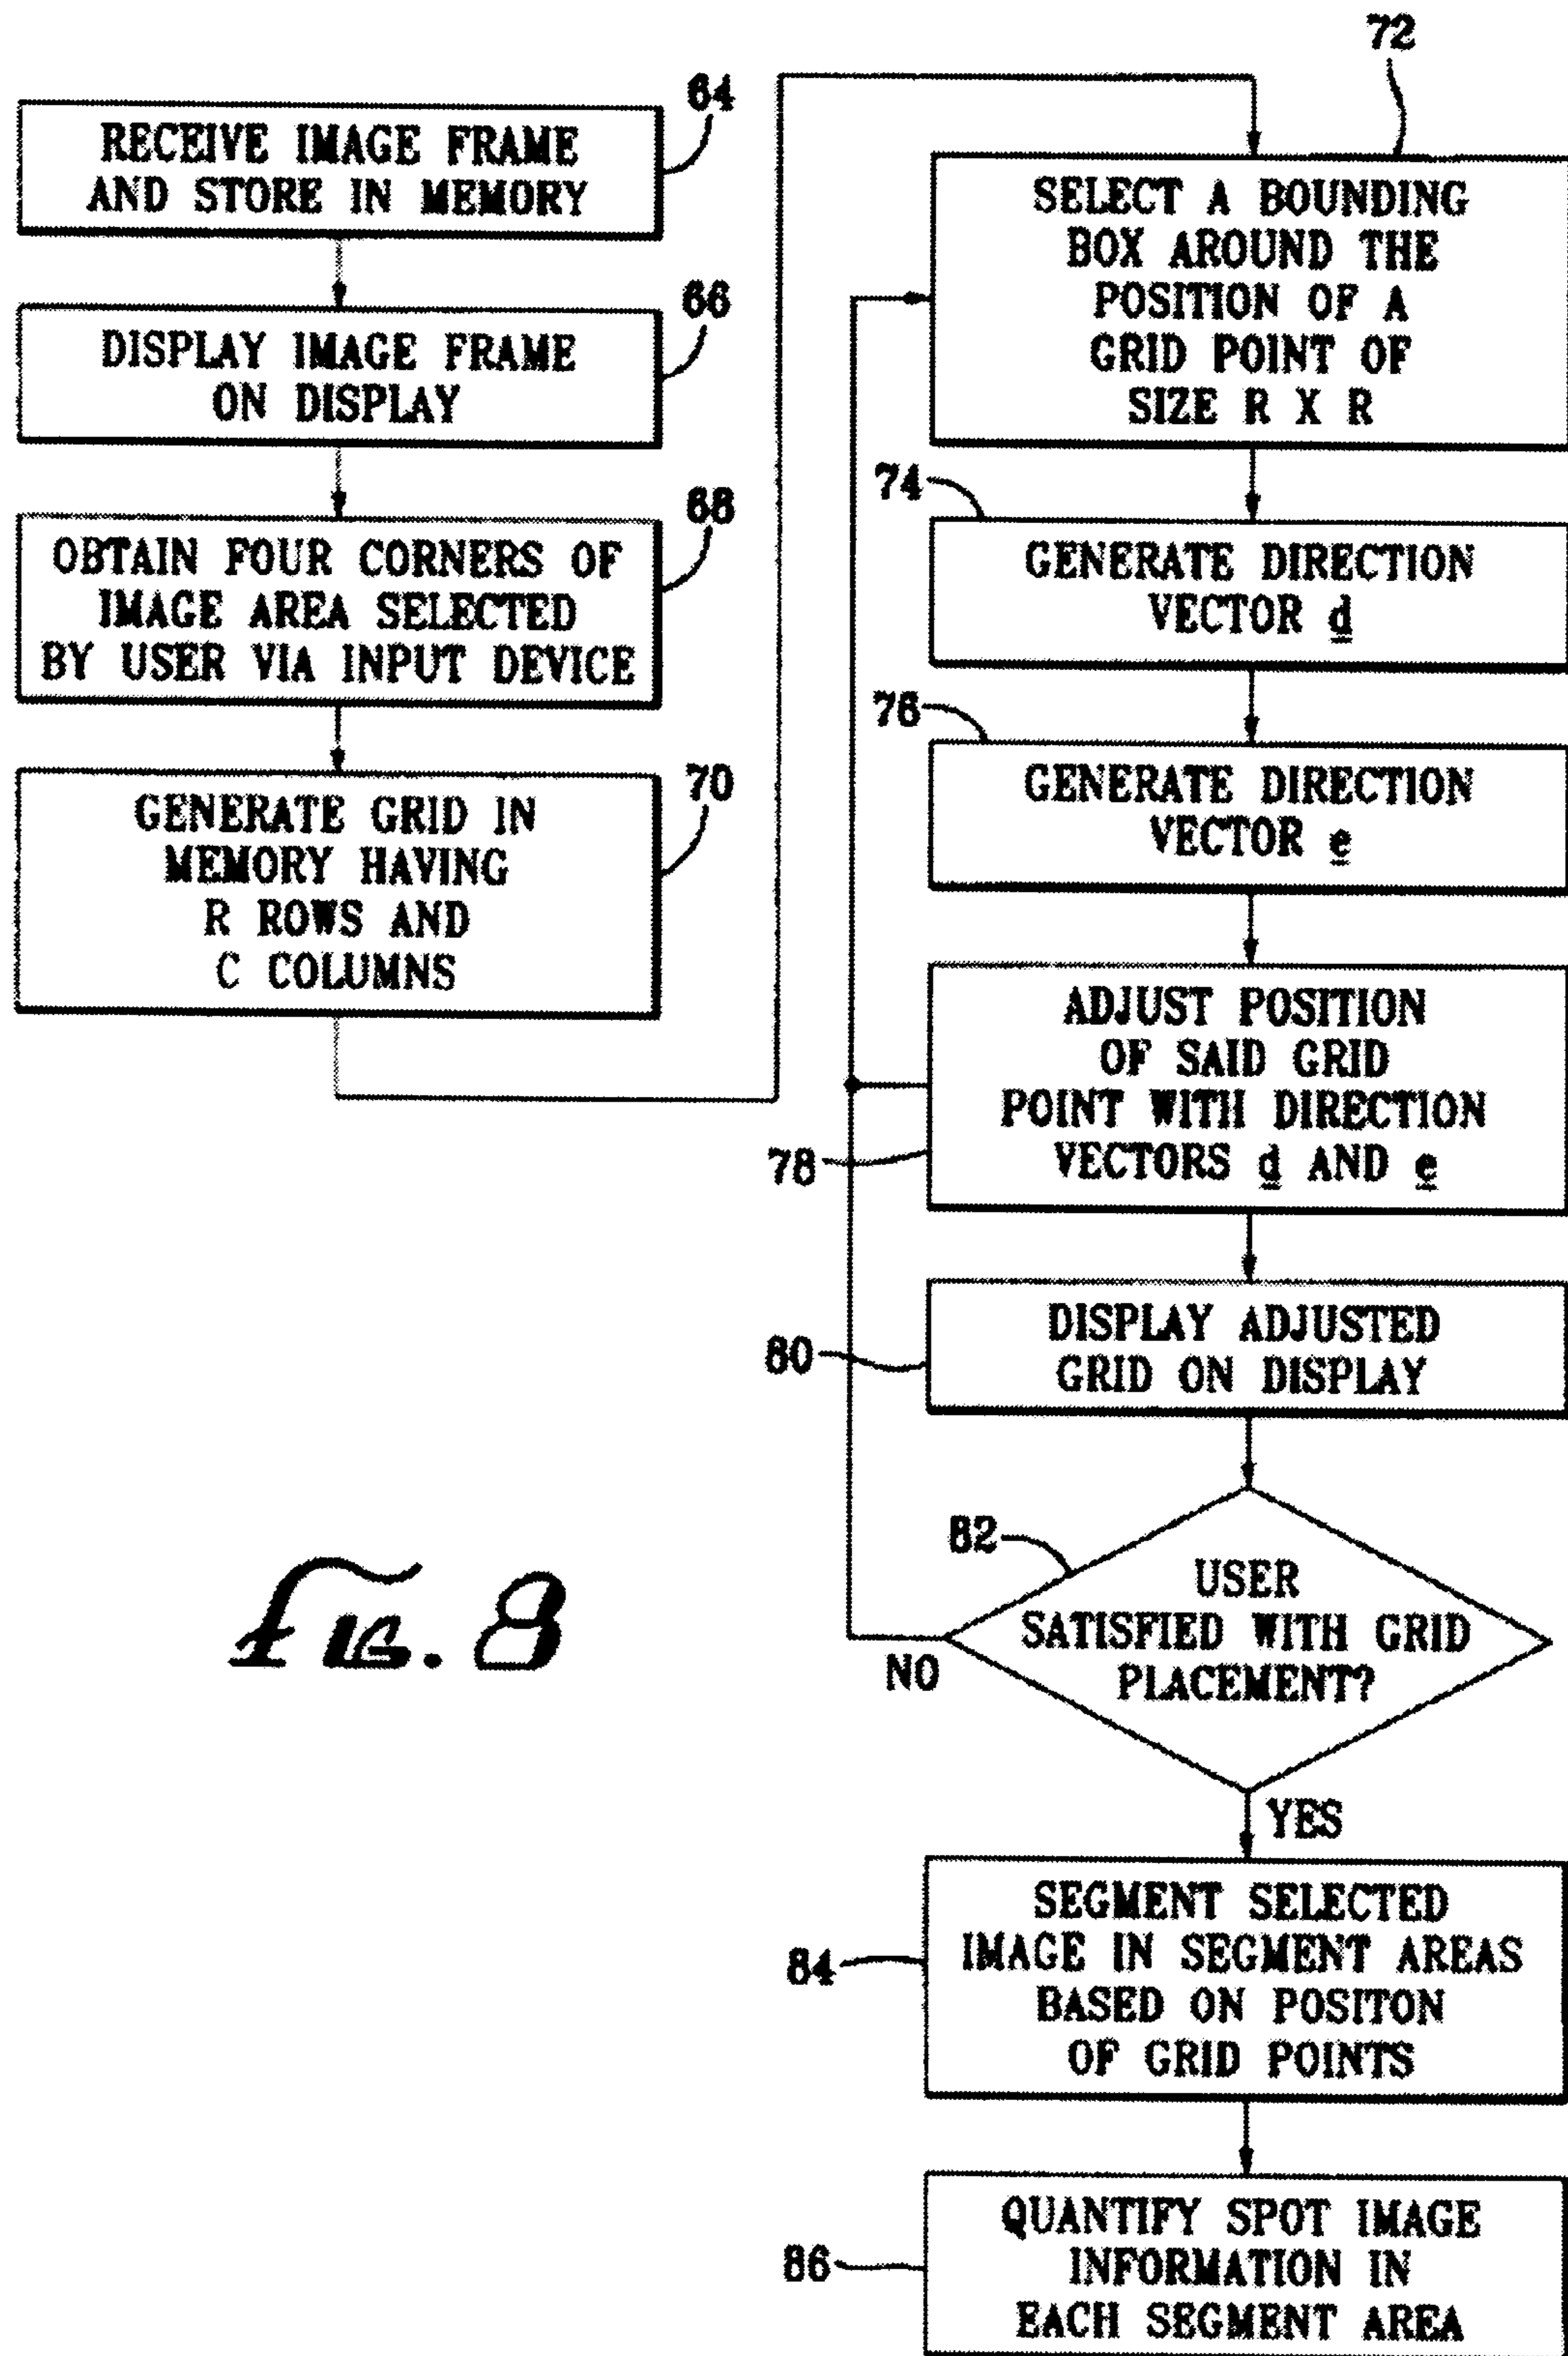 64
RECEIVE IMAGE FRAME
AND STORE IN MEMORY
66
DISPLAY IMAGE FRAME
ON DISPLAY
68
OBTAIN FOUR CORNERS OF
IMAGE AREA SELECTED
BY USER VIA INPUT DEVICE
70
GENERATE GRID IN
MEMORY HAVING
R ROWS AND
C COLUMNS
72
SELECT A BOUNDING
BOX AROUND THE
POSITION OF A
GRID POINT OF
SIZE R X R
74
GENERATE DIRECTION
VECTOR d
76
GENERATE DIRECTION
VECTOR e
ADJUST POSITION
OF SAID GRID
POINT WITH DIRECTION
VECTORS d AND e
78
DISPLAY ADJUSTED
GRID ON DISPLAY
80
82
USER
SATISFIED WITH GRID
PLACEMENT?
NO
YES
SEGMENT SELECTED
IMAGE IN SEGMENT AREAS
BASED ON POSITON
OF GRID POINTS
84
QUANTIFY SPOT IMAGE
INFORMATION IN
EACH SEGMENT AREA
86
FIG. 8